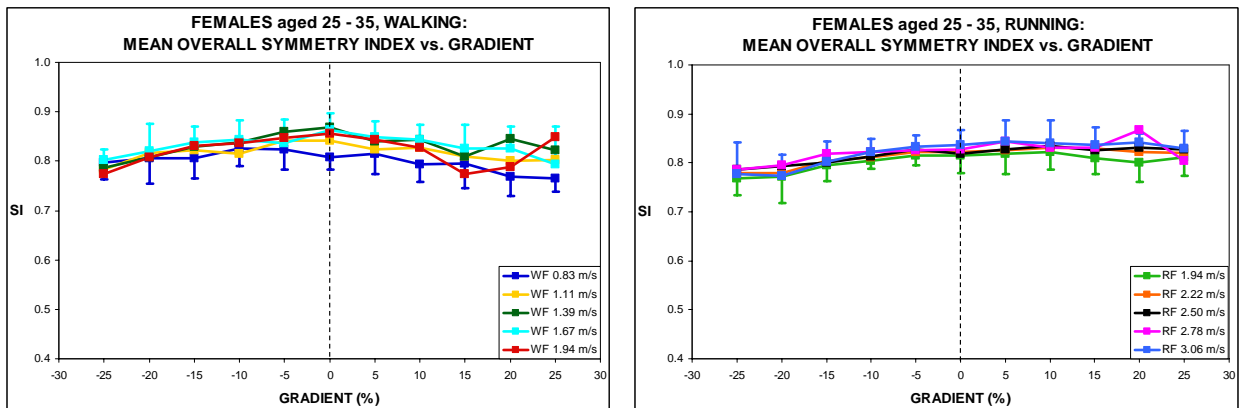 FEMALES aged 25 - 35, WALKING:
MEAN OVERALL SYMMETRY INDEX vs. GRADIENT
1.0
0.9
0.8
0.7
SI
0.6
0.5
0.4
-30 -25 -20 -15 -10 -5 0 5 10 15 20 25 30
GRADIENT (%)
WF 0.83 m/s
WF 1.11 m/s
WF 1.39 m/s
WF 1.67 m/s
WF 1.94 m/s
FEMALES aged 25 - 35, RUNNING:
MEAN OVERALL SYMMETRY INDEX vs. GRADIENT
1.0
0.9
0.8
0.7
SI
0.6
0.5
0.4
-30 -25 -20 -15 -10 -5 0 5 10 15 20 25 30
GRADIENT (%)
RF 1.94 m/s
RF 2.22 m/s
RF 2.50 m/s
RF 2.78 m/s
RF 3.06 m/s